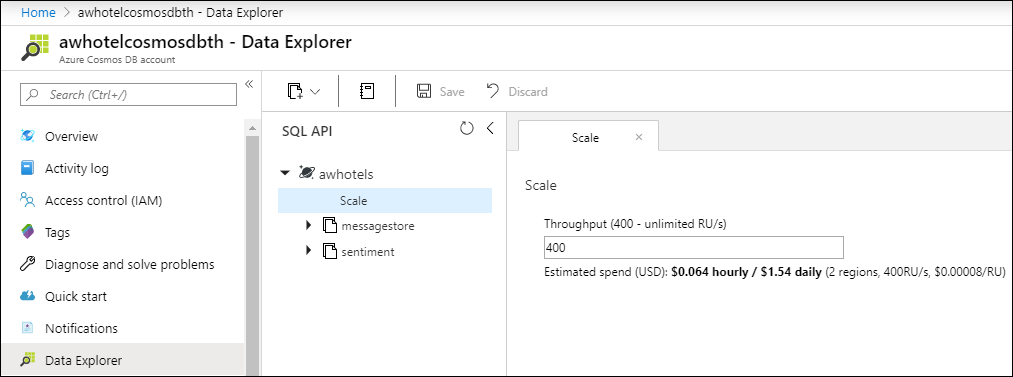 Home > awhotelcosmosdbth - Data Explorer
awhotelcosmosdbth - Data Explorer
Azure Cosmos DB account
Search (Ctrl+/)
Overview
Activity log
Access control (IAM)
Tags
Diagnose and solve problems
Quick start
Notifications
Data Explorer
Save
Discard
SQL API
awhotels
Scale
messagestore
sentiment
Scale
Scale
Throughput (400 - unlimited RU/s)
400
Estimated spend (USD): $0.064 hourly / $1.54 daily (2 regions, 400RU/s, $0.00008/RU)